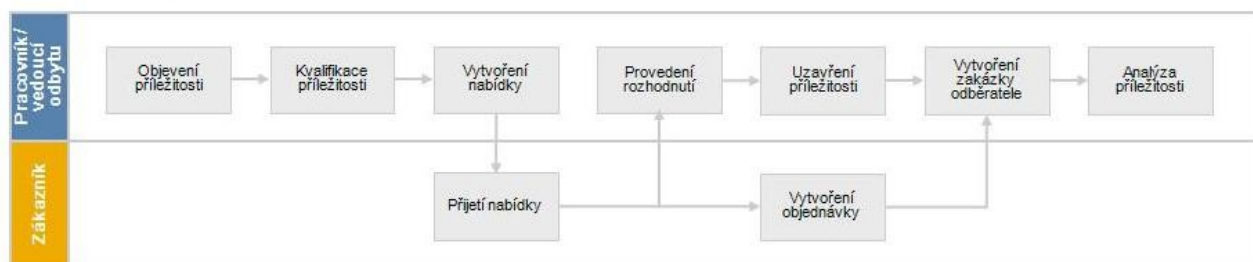 Pracovník/
vedoucí
odbytu
Objevení
příležitosti
Kvalifikace
příležitosti
Vytvoření
nabídky
Provedení
rozhodnutí
Uzavření
příležitosti
Vytvoření
zakázky
odběratele
Analýza
příležitosti
Zákazník
Přijetí nabídky
Vytvoření
objednávky